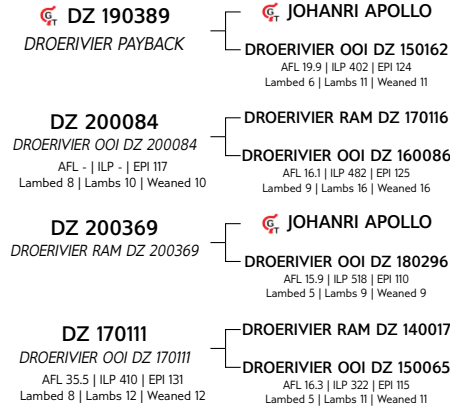 GT DZ 190389
DROERIVIER PAYBACK
GT JOHANRI APOLLO
DROERIVIER OOI DZ 150162
AFL 19.9 | ILP 402 | EPI 124
Lambed 6 | Lambs 11 | Weaned 11
DZ 200084
DROERIVIER OOI DZ 200084
AFL - | ILP - | EPI 117
Lambed 8 | Lambs 10 | Weaned 10
DROERIVIER RAM DZ 170116
DROERIVIER OOI DZ 160086
AFL 16.1 | ILP 482 | EPI 125
Lambed 9 | Lambs 16 | Weaned 16
DZ 200369
DROERIVIER RAM DZ 200369
GT JOHANRI APOLLO
DROERIVIER OOI DZ 180296
AFL 15.9 | ILP 518 | EPI 110
Lambed 5 | Lambs 9 | Weaned 9
DZ 170111
DROERIVIER OOI DZ 170111
AFL 35.5 | ILP 410 | EPI 131
Lambed 8 | Lambs 12 | Weaned 12
DROERIVIER RAM DZ 140017
DROERIVIER OOI DZ 150065
AFL 16.3 | ILP 322 | EPI 115
Lambed 5 | Lambs 11 | Weaned 11